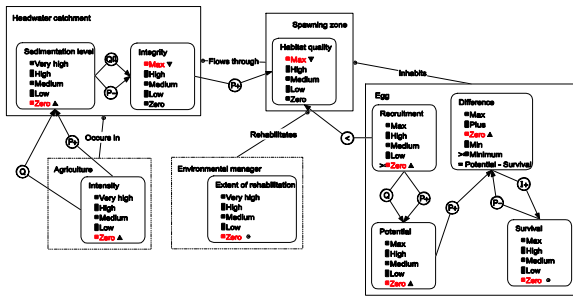 Headwater catchment
Sedimentation level
Very high
High
Medium
Low
Zero
Q
P-
Integrity
Max
High
Medium
Low
Zero
Flows through
P+
Spawning zone
Habitat quality
Max
High
Medium
Low
Zero
Inhabits
Occurs in
P+
Q
Agriculture
Intensity
Very high
High
Medium
Low
Zero
Rehabilitates
Environmental manager
Extent of rehabilitation
Very high
High
Medium
Low
Zero
<
Egg
Recruitment
Max
High
Medium
Low
Zero
Q
P+
Potential
Max
High
Medium
Low
Zero
P+
Difference
Max
Plus
Zero
Min
Minimum
Potential - Survival
I+
P-
Survival
Max
High
Medium
Low
Zero